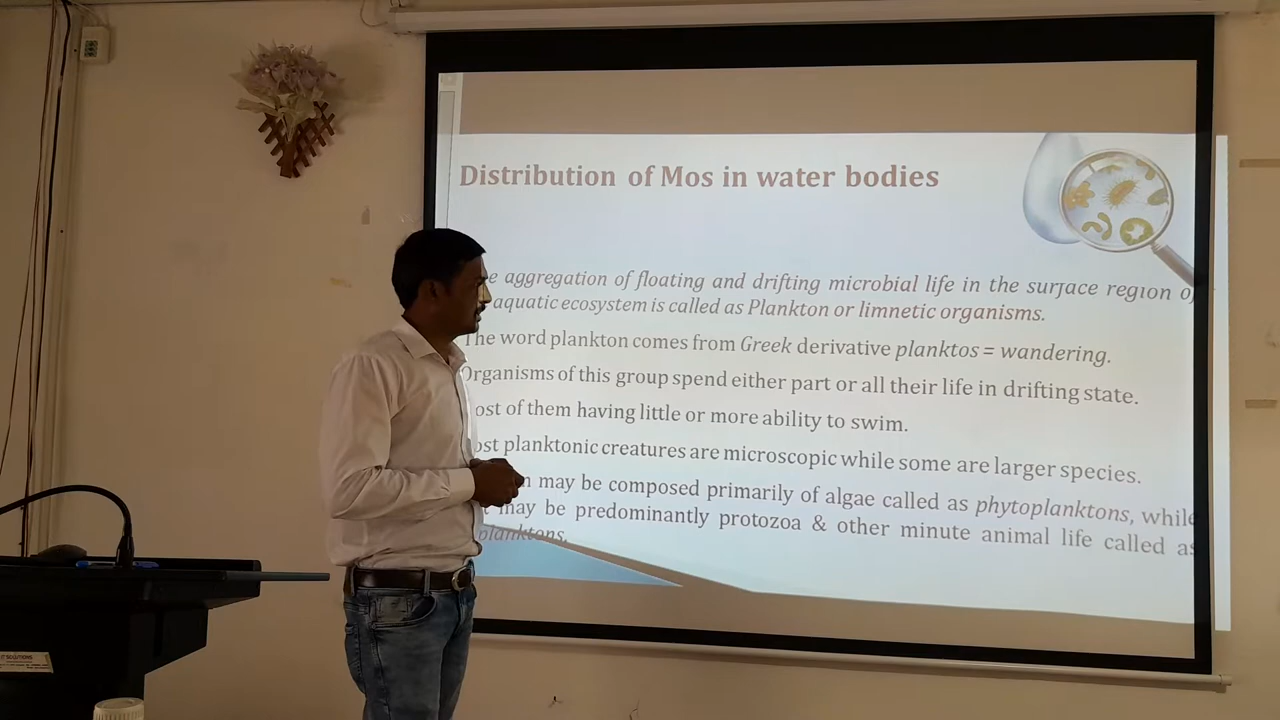 Distribution of Mos in water bodies
aggregation of floating and drifting microbial life in the surface region of
aquatic ecosystem is called as Plankton or limnetic organisms.
The word plankton comes from Greek derivative planktos = wandering.
Organisms of this group spend either part or all their life in drifting state.
of them having little or more ability to swim.
planktonic creatures are microscopic while some are larger species.
may be composed primarily of algae called as phytoplanktons, while
may be predominantly protozoa & other minute animal life called as
planktons.